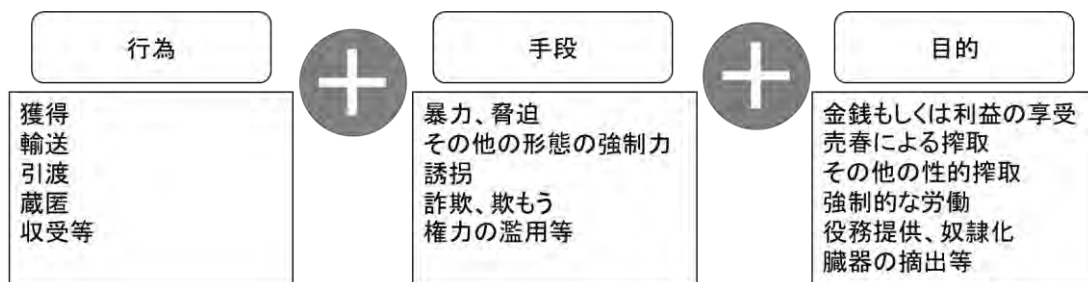 行為
獲得
輸送
引渡
蔵匿
収受等
手段
暴力、脅迫
その他の形態の強制力
誘拐
詐欺、欺もう
権力の濫用等
目的
金銭もしくは利益の享受
売春による搾取
その他の性的搾取
強制的な労働
役務提供、奴隷化
臓器の摘出等